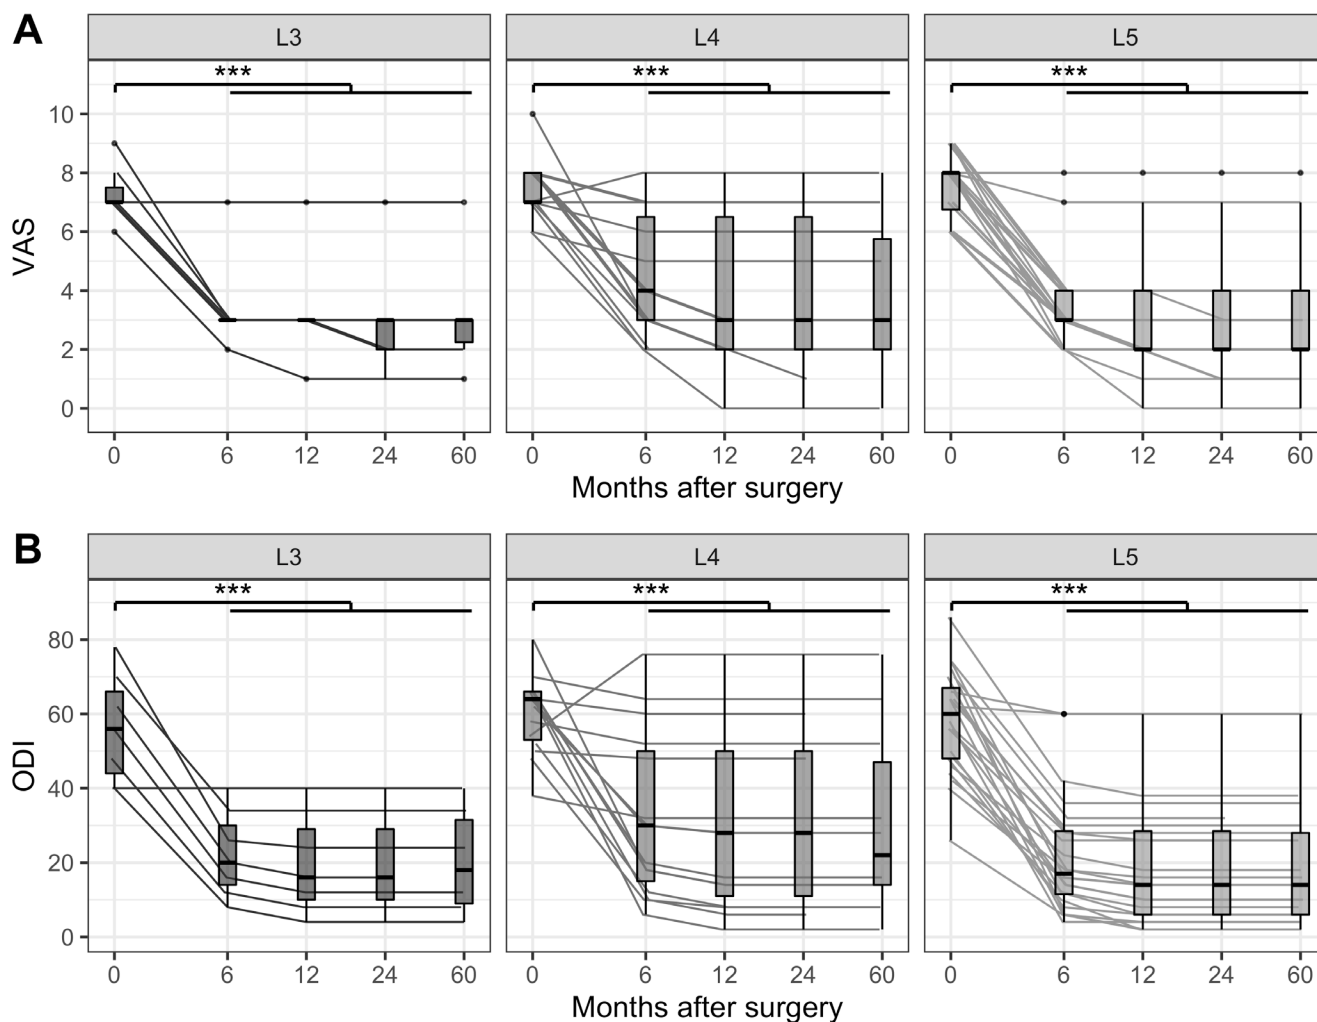 A
L3 L4 L5
*** *** ***
10
8
6
4
2
0
VAS
0 6 12 24 60 0 6 12 24 60 0 6 12 24 60
Months after surgery
B
L3 L4 L5
*** *** ***
80
60
40
20
0
ODI
0 6 12 24 60 0 6 12 24 60 0 6 12 24 60
Months after surgery